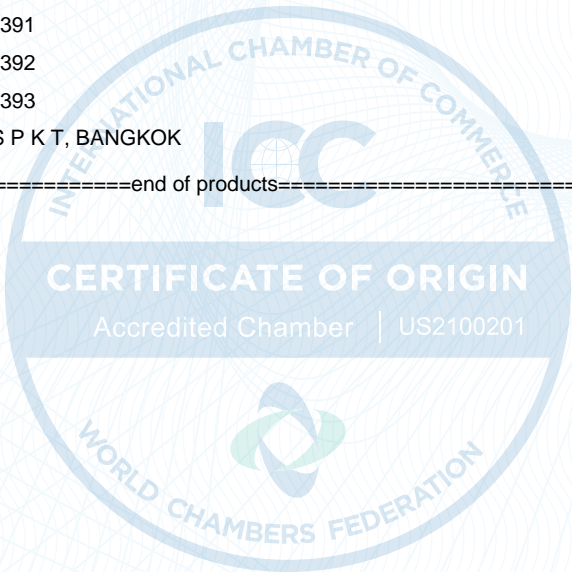 391
392
393
S P K T, BANGKOK
===========end of products========================
INTERNATIONAL CHAMBER OF COMMERCE
ICC
CERTIFICATE OF ORIGIN
Accredited Chamber | US2100201
WORLD CHAMBERS FEDERATION